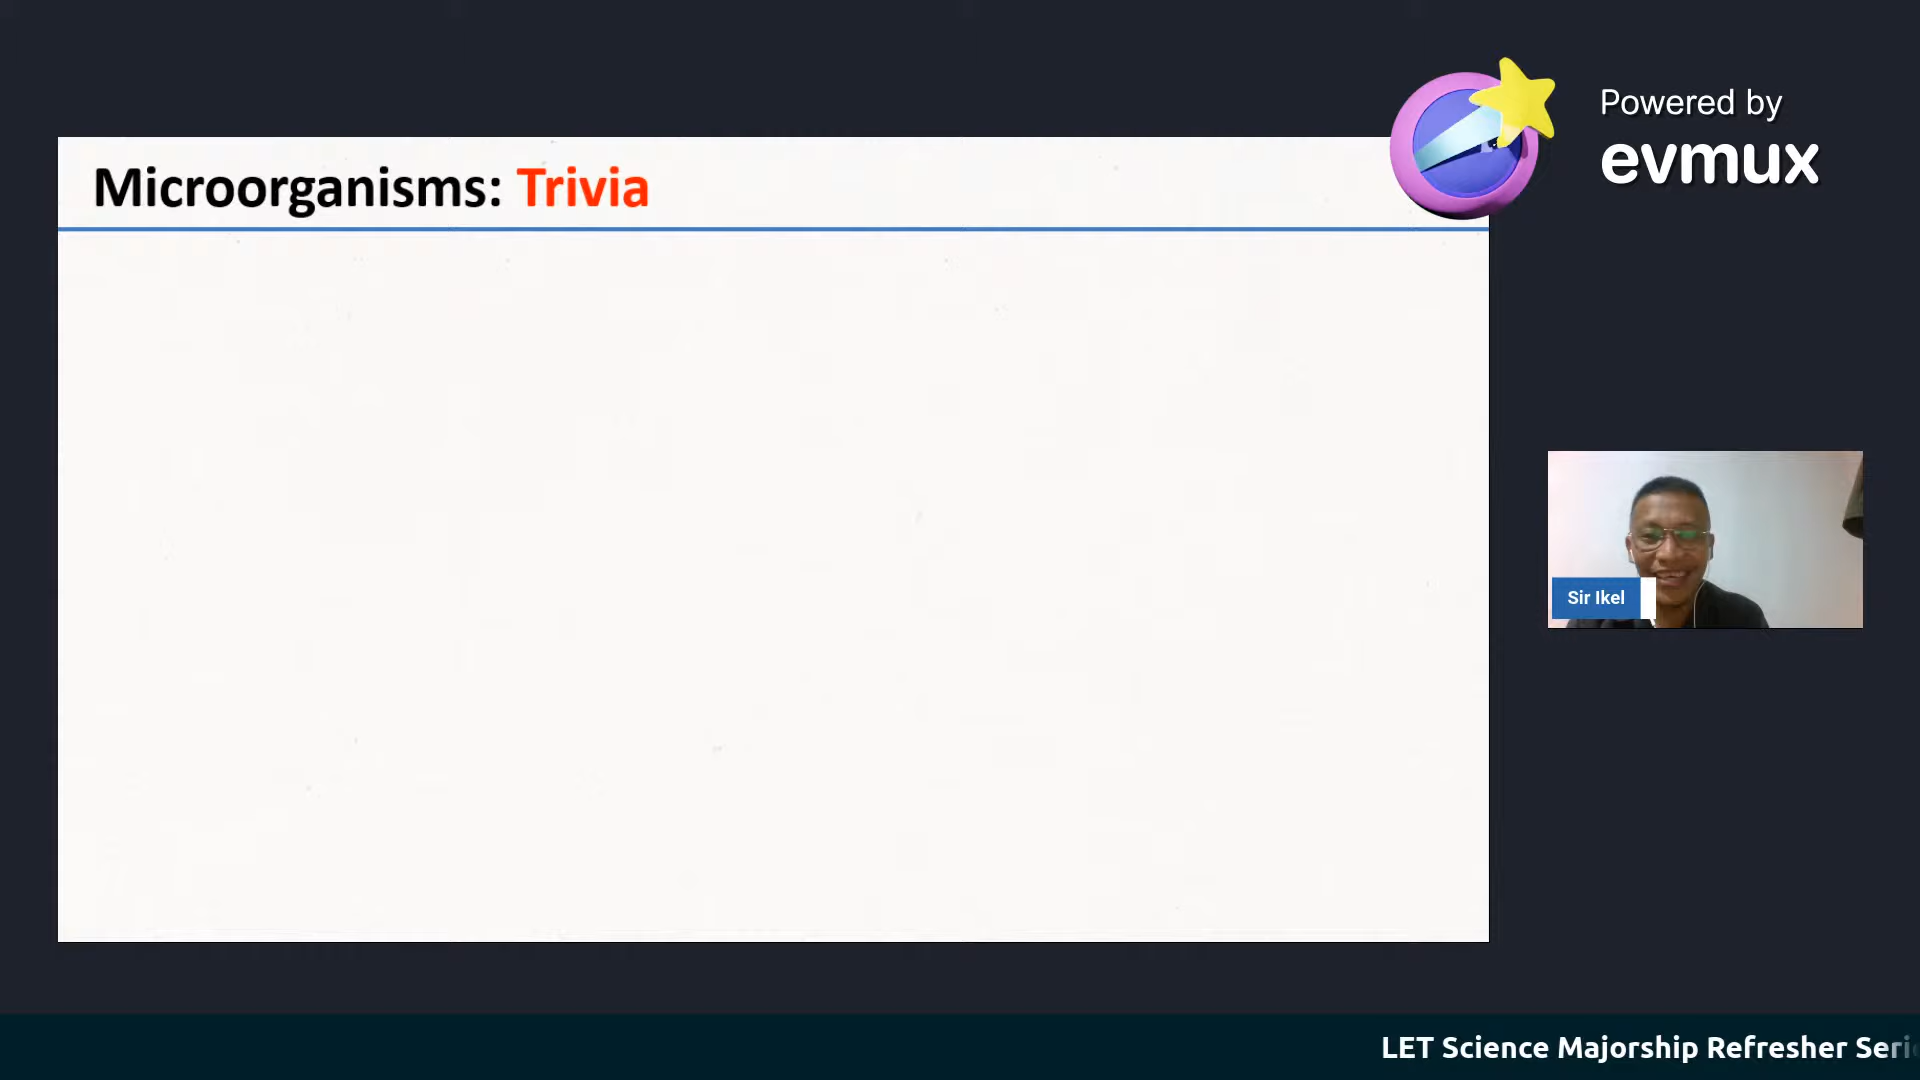 Powered by
evmux
Microorganisms: Trivia
Sir Ikel
LET Science Majorship Refresher Seri